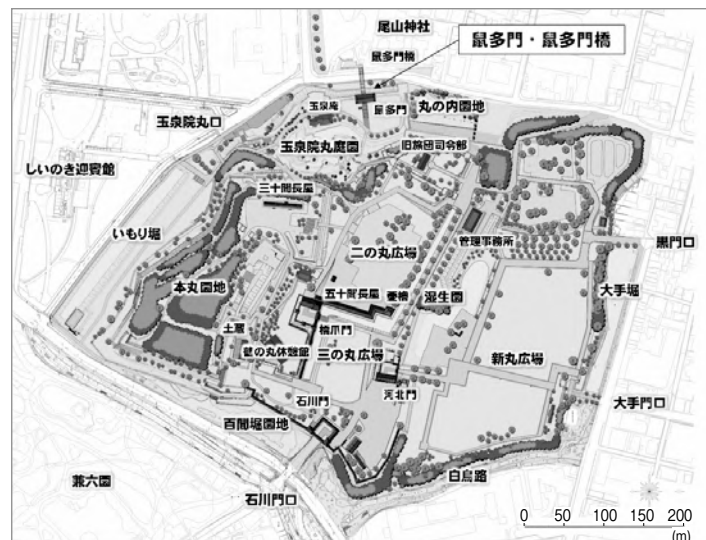 尾山神社
鼠多門・鼠多門橋
鼠多門橋
玉泉庵
鼠多門
丸の内園地
玉泉院丸口
玉泉院丸庭園
旧旅団司令部
しいのき迎賓館
三十間長屋
いもり堀
管理事務所
黒門口
二の丸広場
大手堀
本丸園地
五十間長屋
菱櫓
湿生園
土蔵
橋爪門
鶴の丸休憩館
三の丸広場
新丸広場
河北門
石川門
大手門口
百間堀園地
白鳥路
兼六園
石川門口
0 50 100 150 200
(m)